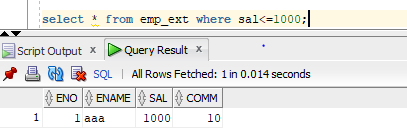 select * from emp_ext where sal<=1000;
Script Output × Query Result ×
SQL | All Rows Fetched: 1 in 0.014 seconds
ENO ENAME SAL COMM
1 1 aaa 1000 10